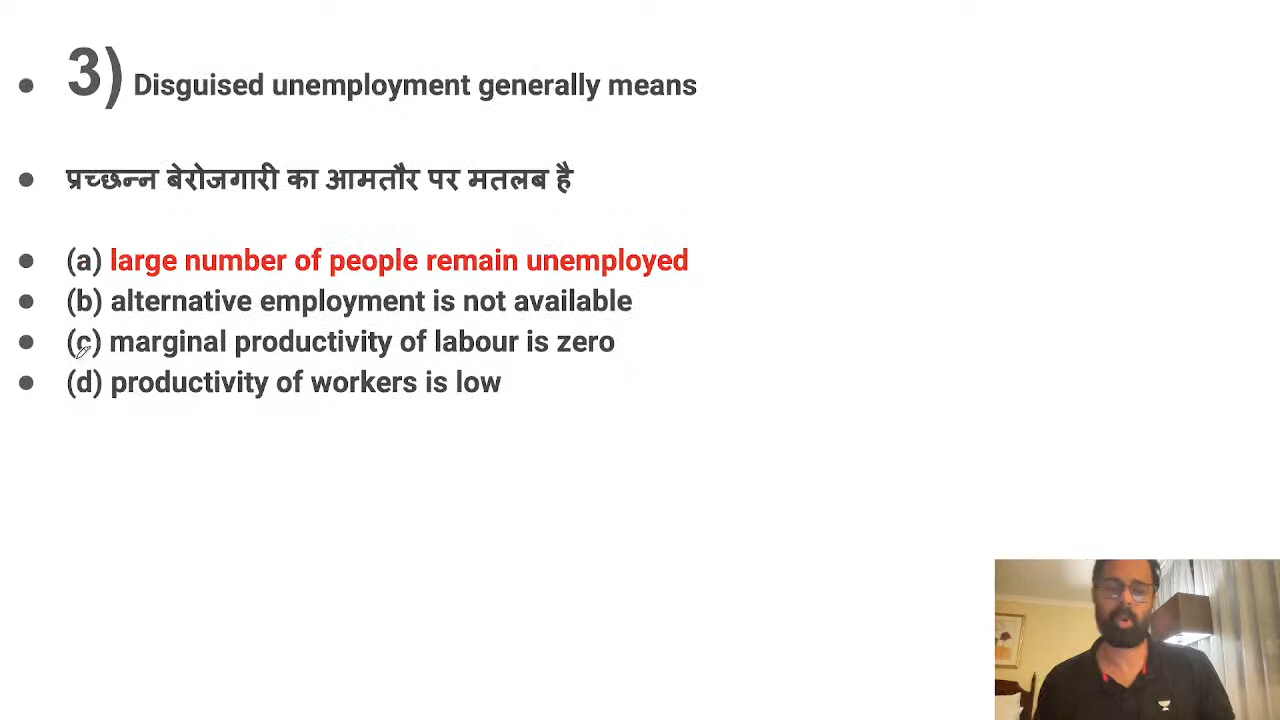 3) Disguised unemployment generally means
प्रच्छन्न बेरोजगारी का आमतौर पर मतलब है
(a) large number of people remain unemployed
(b) alternative employment is not available
(c) marginal productivity of labour is zero
(d) productivity of workers is low